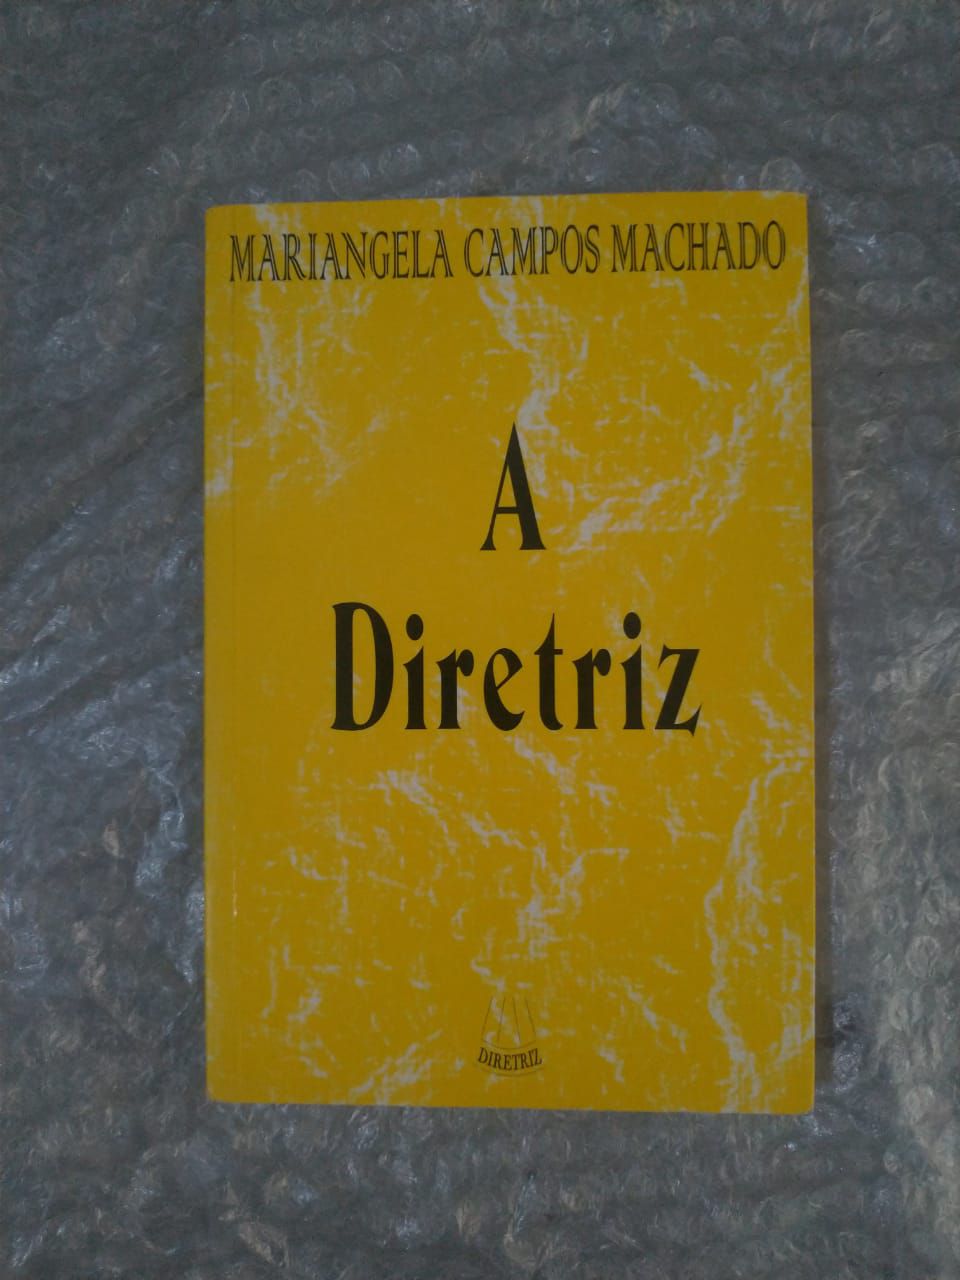 MARIANGELA CAMPOS MACHADO
A
Diretriz
DIRETRIZ